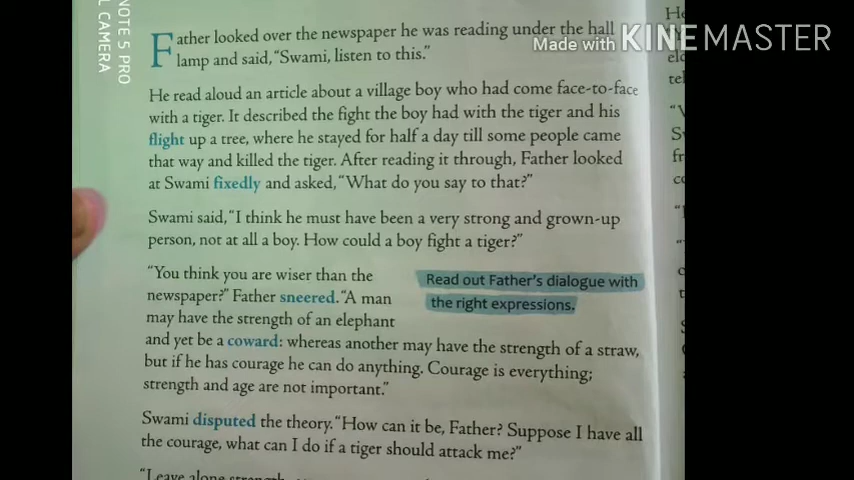 NOTE 5 PRO
L CAMERA
Made with KINEMASTER
Father looked over the newspaper he was reading under the hall
lamp and said, “Swami, listen to this.”
He read aloud an article about a village boy who had come face-to-face
with a tiger. It described the fight the boy had with the tiger and his
flight up a tree, where he stayed for half a day till some people came
that way and killed the tiger. After reading it through, Father looked
at Swami fixedly and asked, “What do you say to that?”
Swami said, “I think he must have been a very strong and grown-up
person, not at all a boy. How could a boy fight a tiger?”
“You think you are wiser than the
newspaper?” Father sneered. “A man
may have the strength of an elephant
and yet be a coward: whereas another may have the strength of a straw,
but if he has courage he can do anything. Courage is everything;
strength and age are not important.”
Read out Father's dialogue with
the right expressions.
Swami disputed the theory. “How can it be, Father? Suppose I have all
the courage, what can I do if a tiger should attack me?”
“Leave alone strength,
He